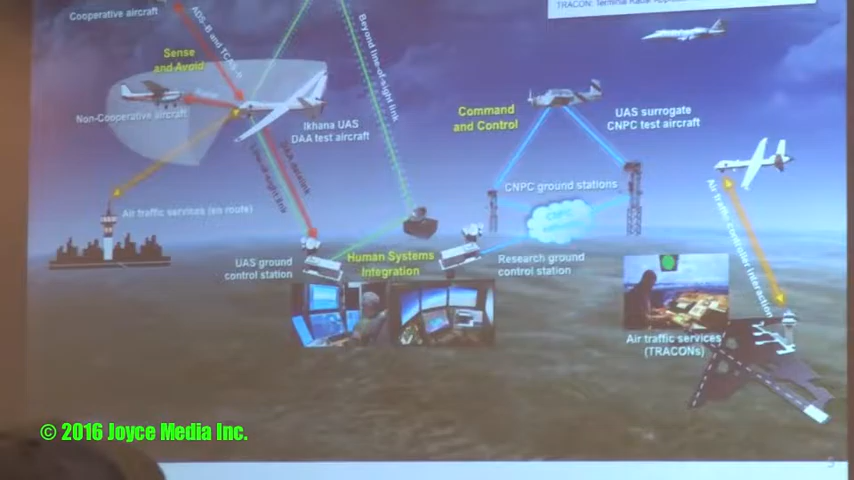 TRACON: Terminal Radar
Cooperative aircraft
ADS-B and TCAS-II
Beyond line-of-sight link
Sense
and Avoid
Non-Cooperative aircraft
Ikhana UAS
DAA test aircraft
Command
and Control
UAS surrogate
CNPC test aircraft
Line-of-sight link
CNPC ground stations
CNPC
Air traffic services (en route)
Air traffic Controller interaction
UAS ground
control station
Human Systems
Integration
Research ground
control station
Air traffic services
(TRACONs)
© 2016 Joyce Media Inc.